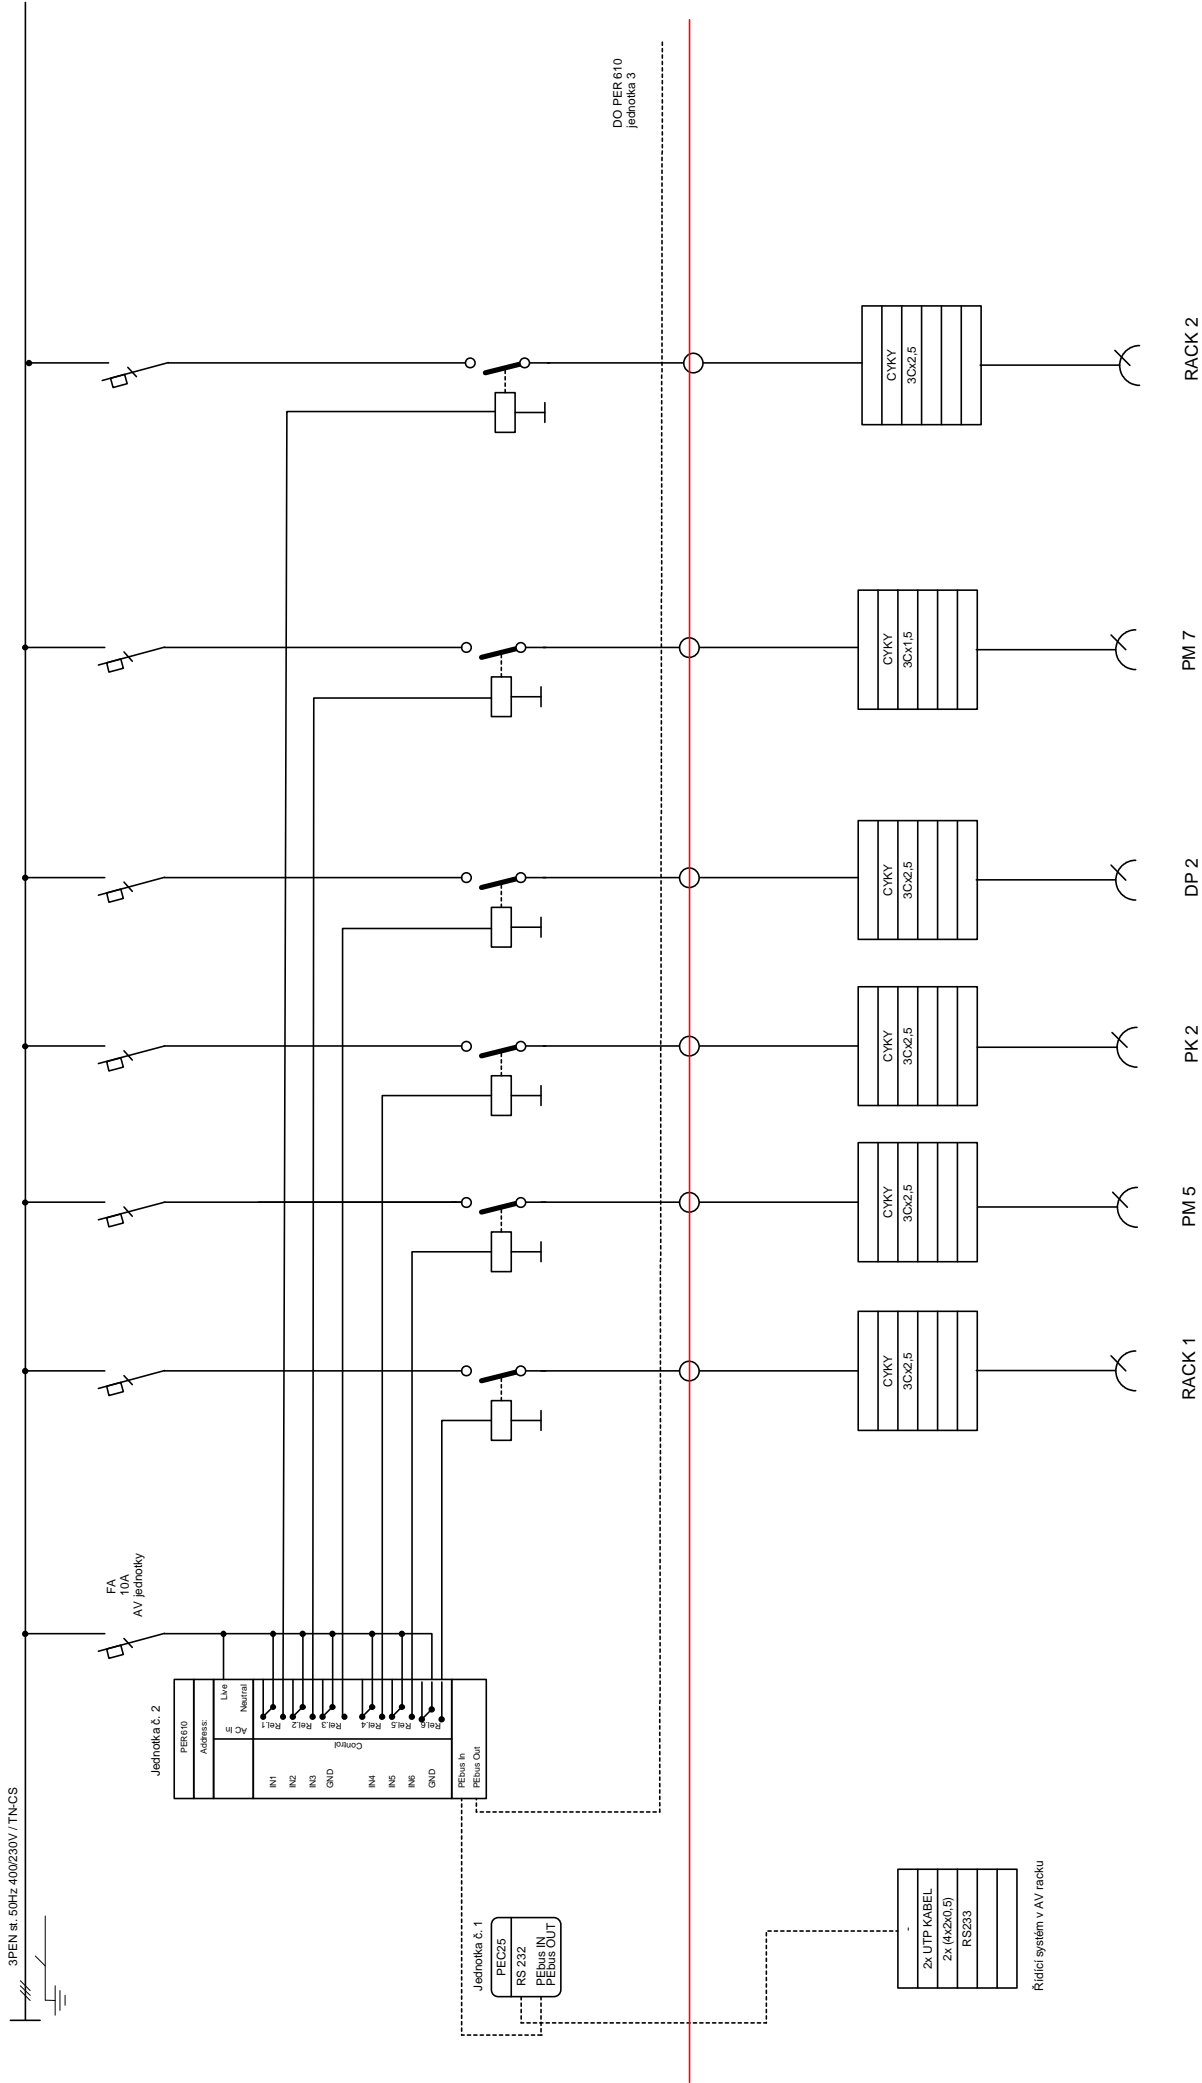 3PEN st. 50Hz 400/230V / TN-CS
FA
10A
AV jednotky
Jednotka č. 2
PER610
Address:
AC In
Live
Neutral
Control
IN1
Rel.1
IN2
Rel.2
IN3
Rel.3
GND
IN4
Rel.4
IN5
Rel.5
IN6
Rel.6
GND
PEbus In
PEbus Out
Jednotka č. 1
PEC25
RS 232
PEbus IN
PEbus OUT
DO PER 610
jednotka 3
-
2x UTP KABEL
2x (4x2x0,5)
RS233
Řídící systém v AV racku
CYKY
3Cx2,5
RACK 1
CYKY
3Cx2,5
PM 5
CYKY
3Cx2,5
PK 2
CYKY
3Cx2,5
DP 2
CYKY
3Cx1,5
PM 7
CYKY
3Cx2,5
RACK 2